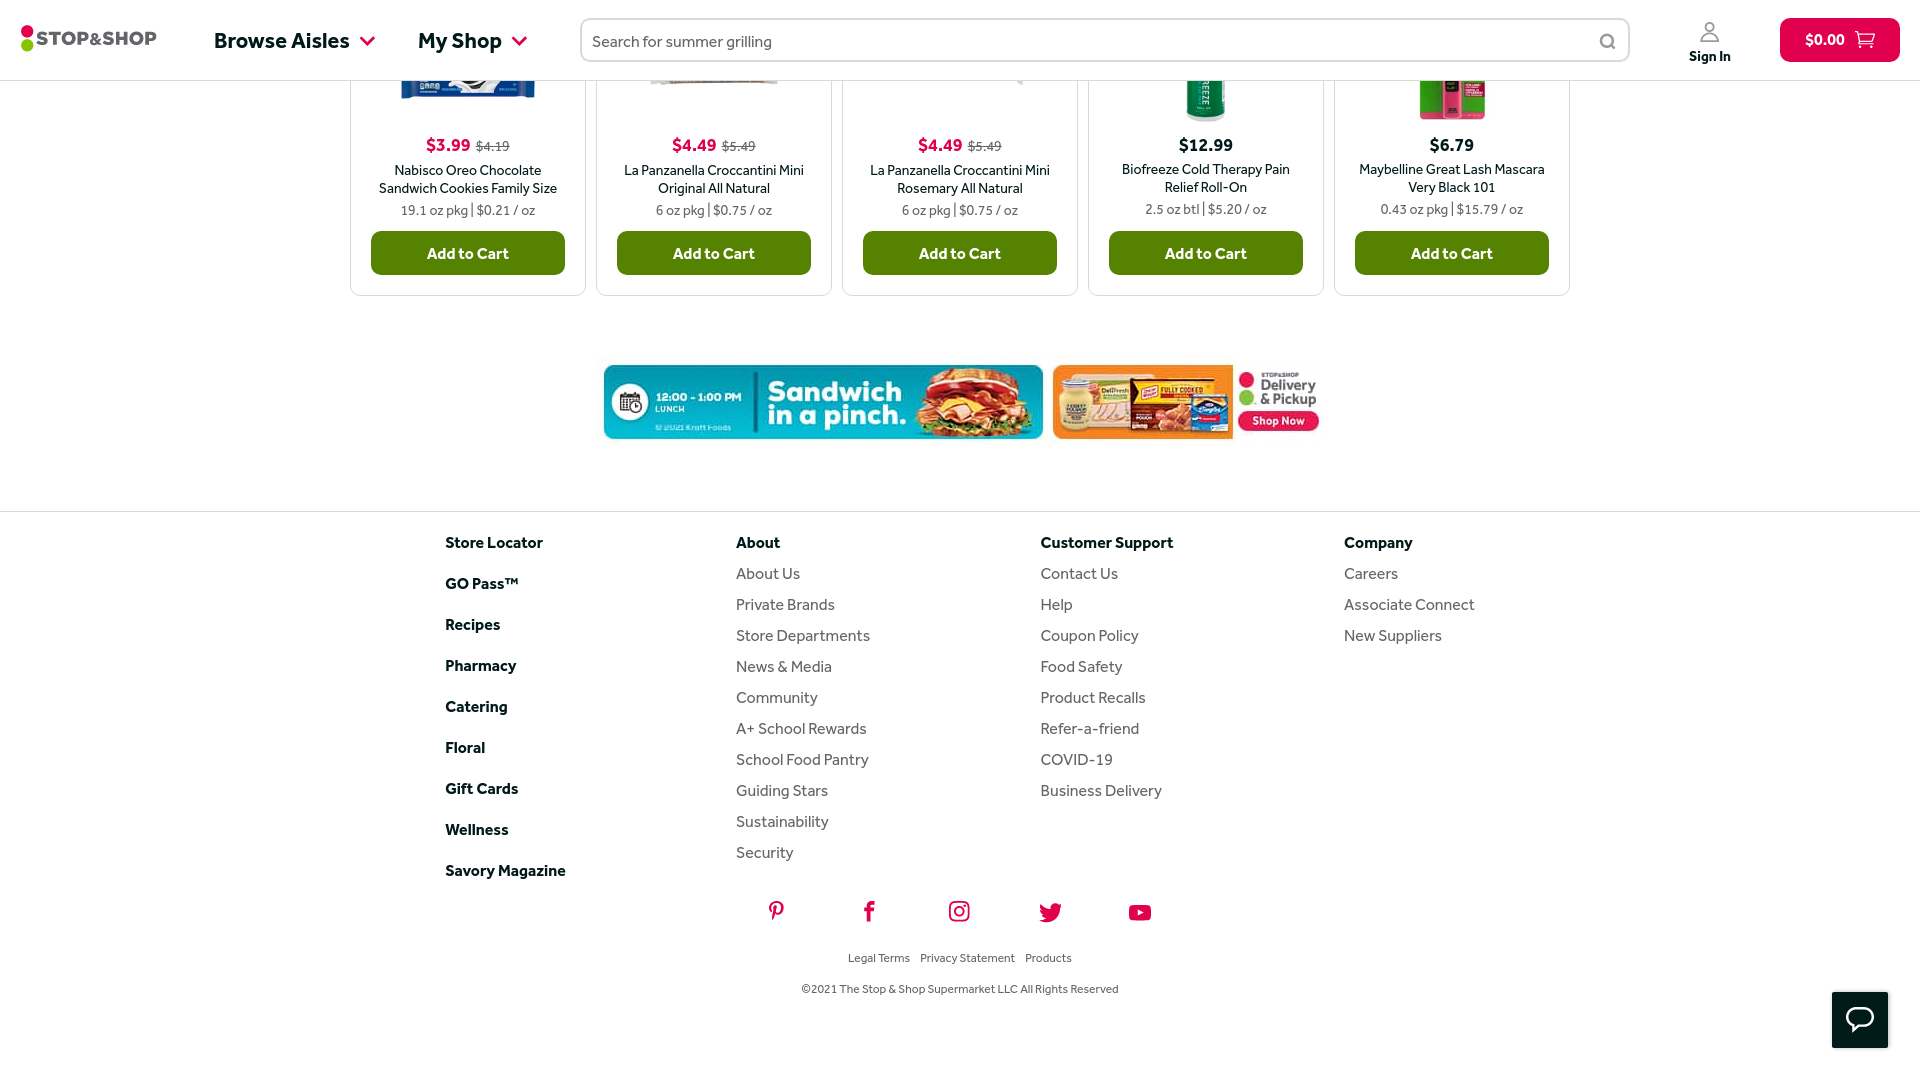 STOP&SHOP
Browse Aisles
My Shop
Search for summer grilling
Sign In
$0.00
$3.99 $4.19
Nabisco Oreo Chocolate
Sandwich Cookies Family Size
19.1 oz pkg | $0.21 / oz
Add to Cart
$4.49 $5.49
La Panzanella Croccantini Mini
Original All Natural
6 oz pkg | $0.75 / oz
Add to Cart
$4.49 $5.49
La Panzanella Croccantini Mini
Rosemary All Natural
6 oz pkg | $0.75 / oz
Add to Cart
$12.99
Biofreeze Cold Therapy Pain
Relief Roll-On
2.5 oz btl | $5.20 / oz
Add to Cart
$6.79
Maybelline Great Lash Mascara
Very Black 101
0.43 oz pkg | $15.79 / oz
Add to Cart
12:00 - 1:00 PM
LUNCH
© 2021 Kraft Foods
Sandwich
in a pinch.
FULLY COOKED
STOP&SHOP
Delivery
& Pickup
Shop Now
Store Locator
GO Pass™
Recipes
Pharmacy
Catering
Floral
Gift Cards
Wellness
Savory Magazine
About
About Us
Private Brands
Store Departments
News & Media
Community
A+ School Rewards
School Food Pantry
Guiding Stars
Sustainability
Security
Customer Support
Contact Us
Help
Coupon Policy
Food Safety
Product Recalls
Refer-a-friend
COVID-19
Business Delivery
Company
Careers
Associate Connect
New Suppliers
Legal Terms Privacy Statement Products
©2021 The Stop & Shop Supermarket LLC All Rights Reserved